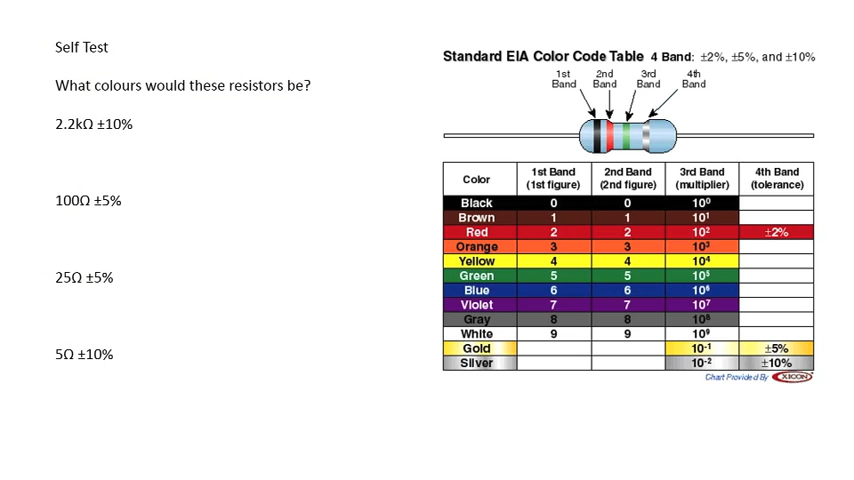 Self Test
What colours would these resistors be?
2.2kΩ ±10%
100Ω ±5%
25Ω ±5%
5Ω ±10%
Standard EIA Color Code Table 4 Band: ±2%, ±5%, and ±10%
1st Band 2nd Band 3rd Band 4th Band
Color 1st Band (1st figure) 2nd Band (2nd figure) 3rd Band (multiplier) 4th Band (tolerance)
Black 0 0 10⁰
Brown 1 1 10¹
Red 2 2 10² ±2%
Orange 3 3 10³
Yellow 4 4 10⁴
Green 5 5 10⁵
Blue 6 6 10⁶
Violet 7 7 10⁷
Gray 8 8 10⁸
White 9 9 10⁹
Gold 10⁻¹ ±5%
Silver 10⁻² ±10%
Chart Provided By XICON